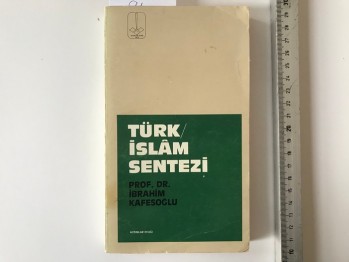 TÜRK/
İSLÂM
SENTEZİ
PROF. DR.
İBRAHİM
KAFESOĞLU